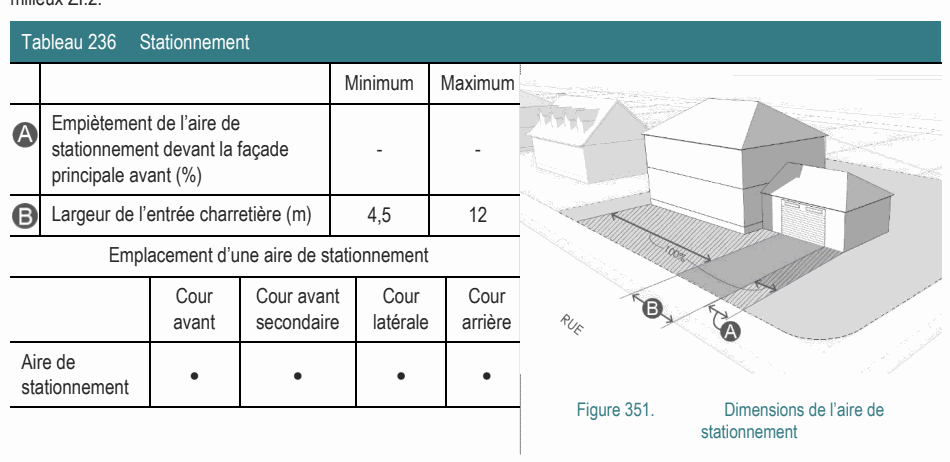 milieux ZI.2.
Tableau 236 Stationnement
Minimum Maximum
A Empiètement de l'aire de
stationnement devant la façade
principale avant (%)
- -
B Largeur de l'entrée charretière (m) 4,5 12
Emplacement d'une aire de stationnement
Cour
avant
Cour avant
secondaire
Cour
latérale
Cour
arrière
Aire de
stationnement
• • • •
100%
B
A
RUE
Figure 351. Dimensions de l'aire de
stationnement